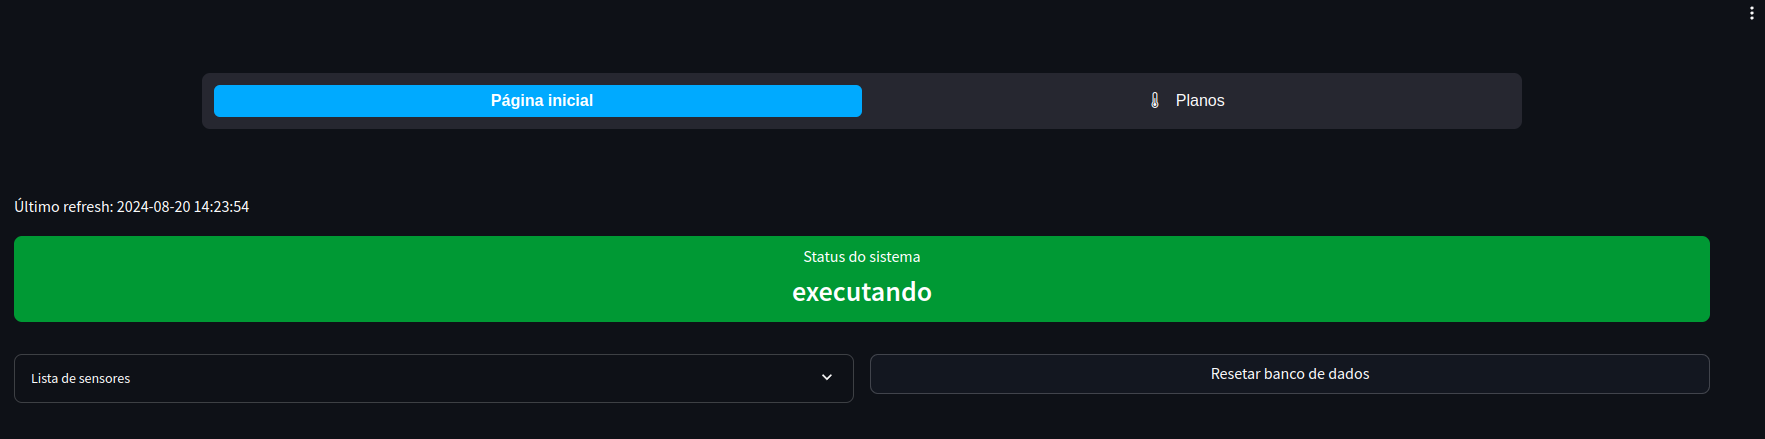 Página inicial
Planos
Último refresh: 2024-08-20 14:23:54
Status do sistema
executando
Lista de sensores
Resetar banco de dados